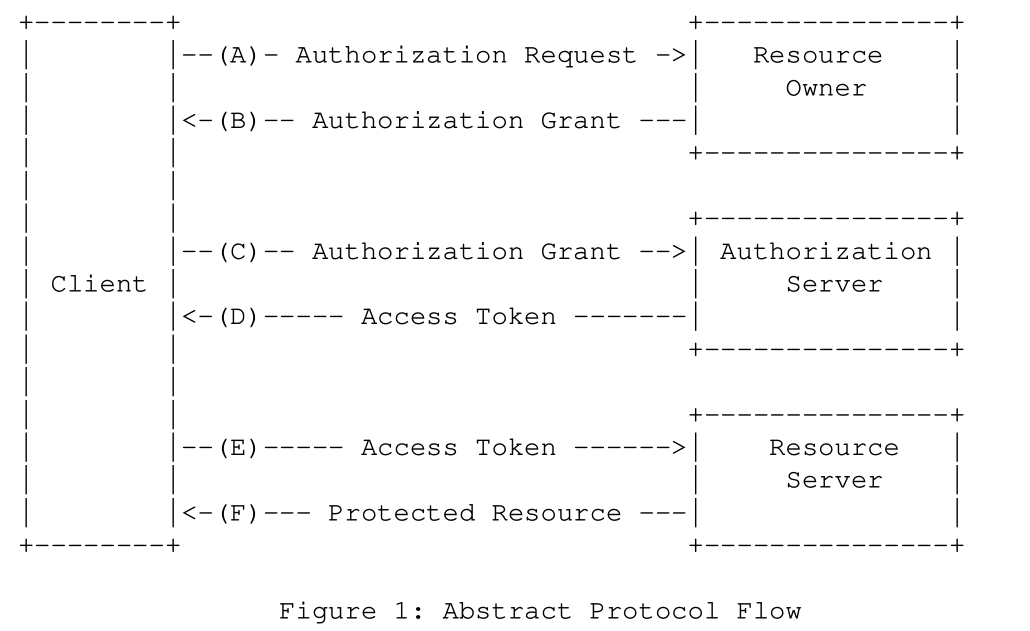 +--------+                               +---------------+
|        |--(A)- Authorization Request ->|   Resource    |
|        |                               |     Owner     |
|        |<-(B)-- Authorization Grant ---|               |
|        |                               +---------------+
|        |
|        |                               +---------------+
|        |--(C)-- Authorization Grant -->| Authorization |
| Client |                               |     Server    |
|        |<-(D)----- Access Token -------|               |
|        |                               +---------------+
|        |
|        |                               +---------------+
|        |--(E)----- Access Token ------>|    Resource   |
|        |                               |     Server    |
|        |<-(F)--- Protected Resource ---|               |
+--------+                               +---------------+
Figure 1: Abstract Protocol Flow